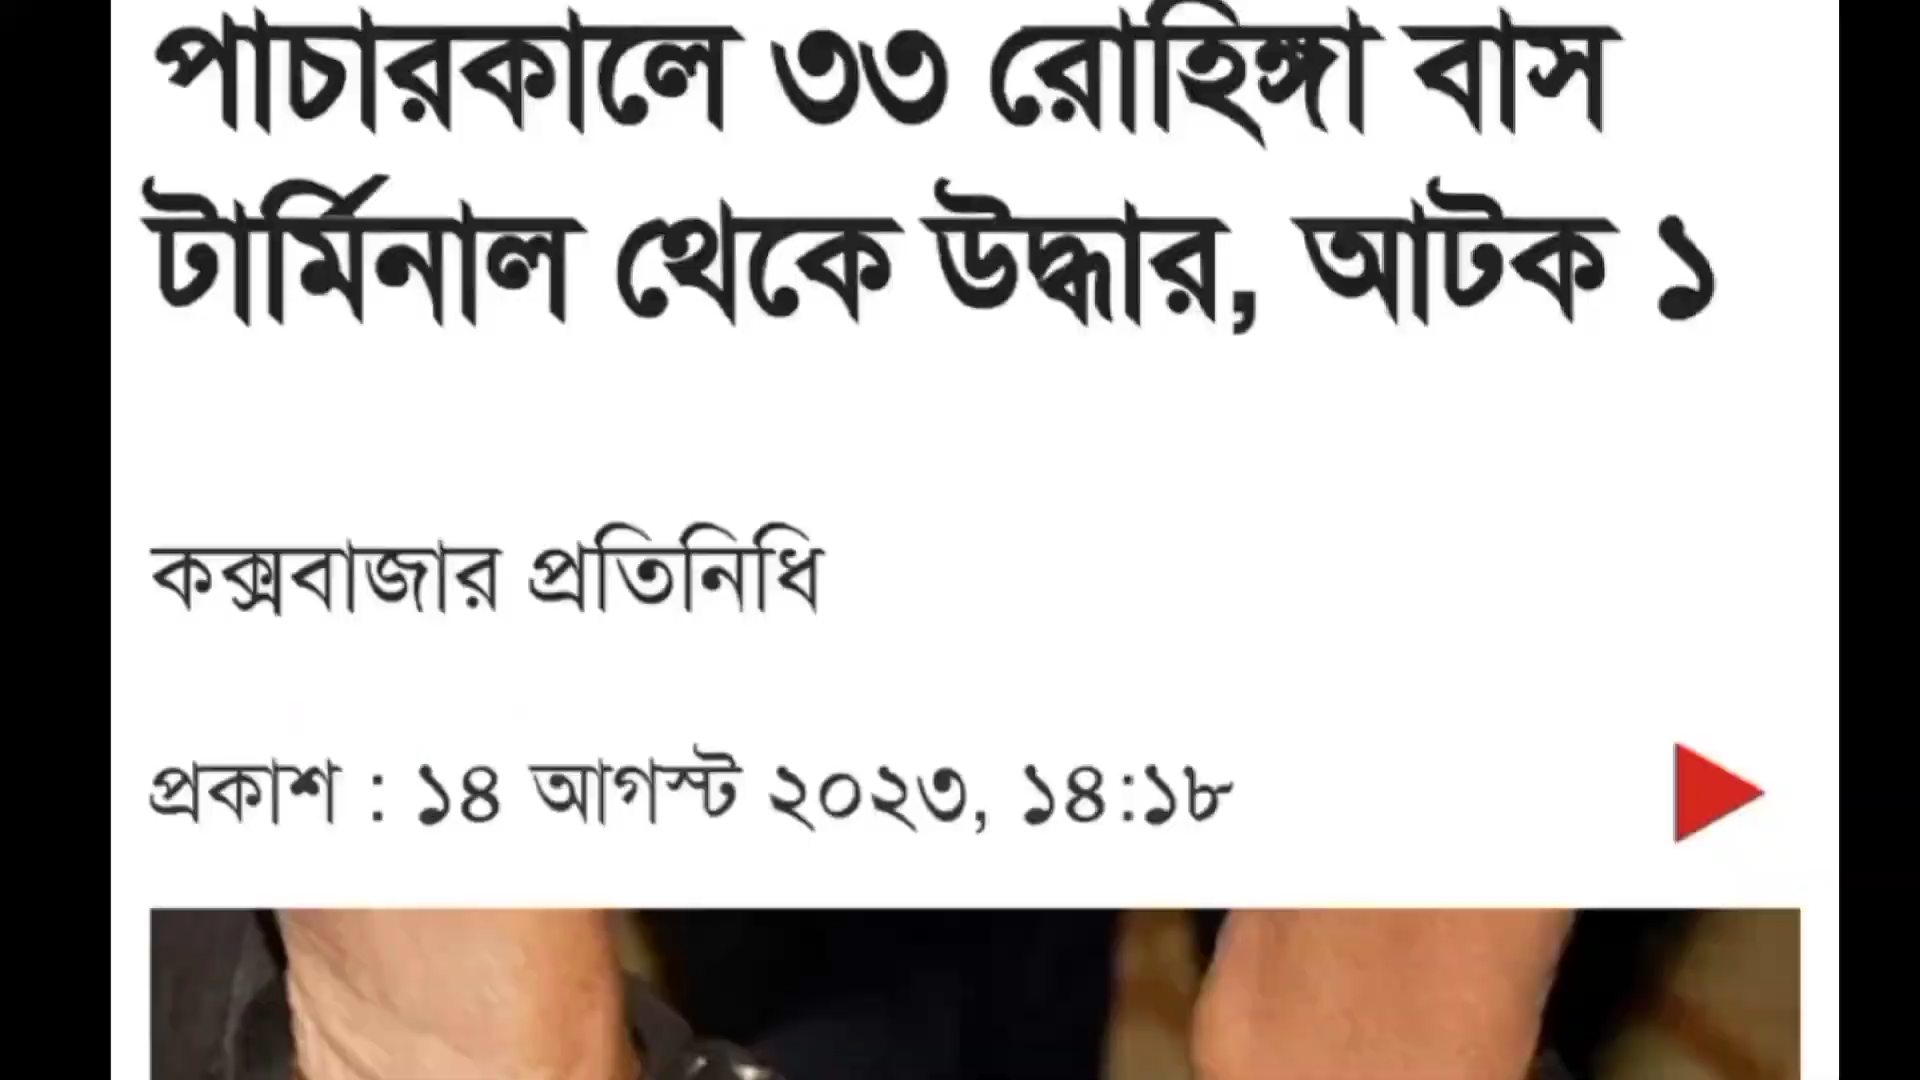 পাচারকালে ৩৩ রোহিঙ্গা বাস
টার্মিনাল থেকে উদ্ধার, আটক ১
কক্সবাজার প্রতিনিধি
প্রকাশ : ১৪ আগস্ট ২০২৩, ১৪:১৮